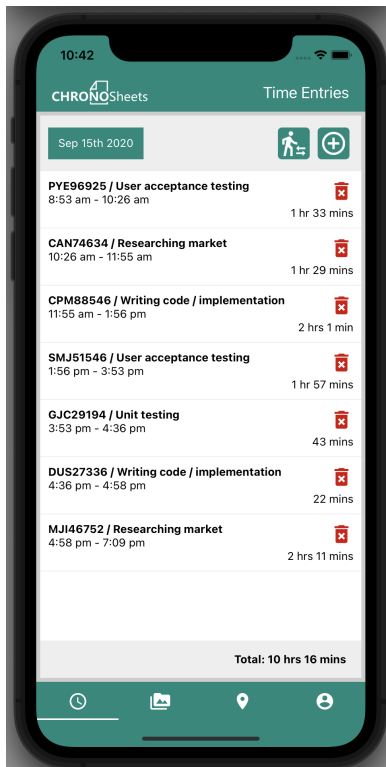 10:42
CHRONOSheets
Time Entries
Sep 15th 2020
PYE96925 / User acceptance testing
8:53 am - 10:26 am
1 hr 33 mins
CAN74634 / Researching market
10:26 am - 11:55 am
1 hr 29 mins
CPM88546 / Writing code / implementation
11:55 am - 1:56 pm
2 hrs 1 min
SMJ51546 / User acceptance testing
1:56 pm - 3:53 pm
1 hr 57 mins
GJC29194 / Unit testing
3:53 pm - 4:36 pm
43 mins
DUS27336 / Writing code / implementation
4:36 pm - 4:58 pm
22 mins
MJI46752 / Researching market
4:58 pm - 7:09 pm
2 hrs 11 mins
Total: 10 hrs 16 mins